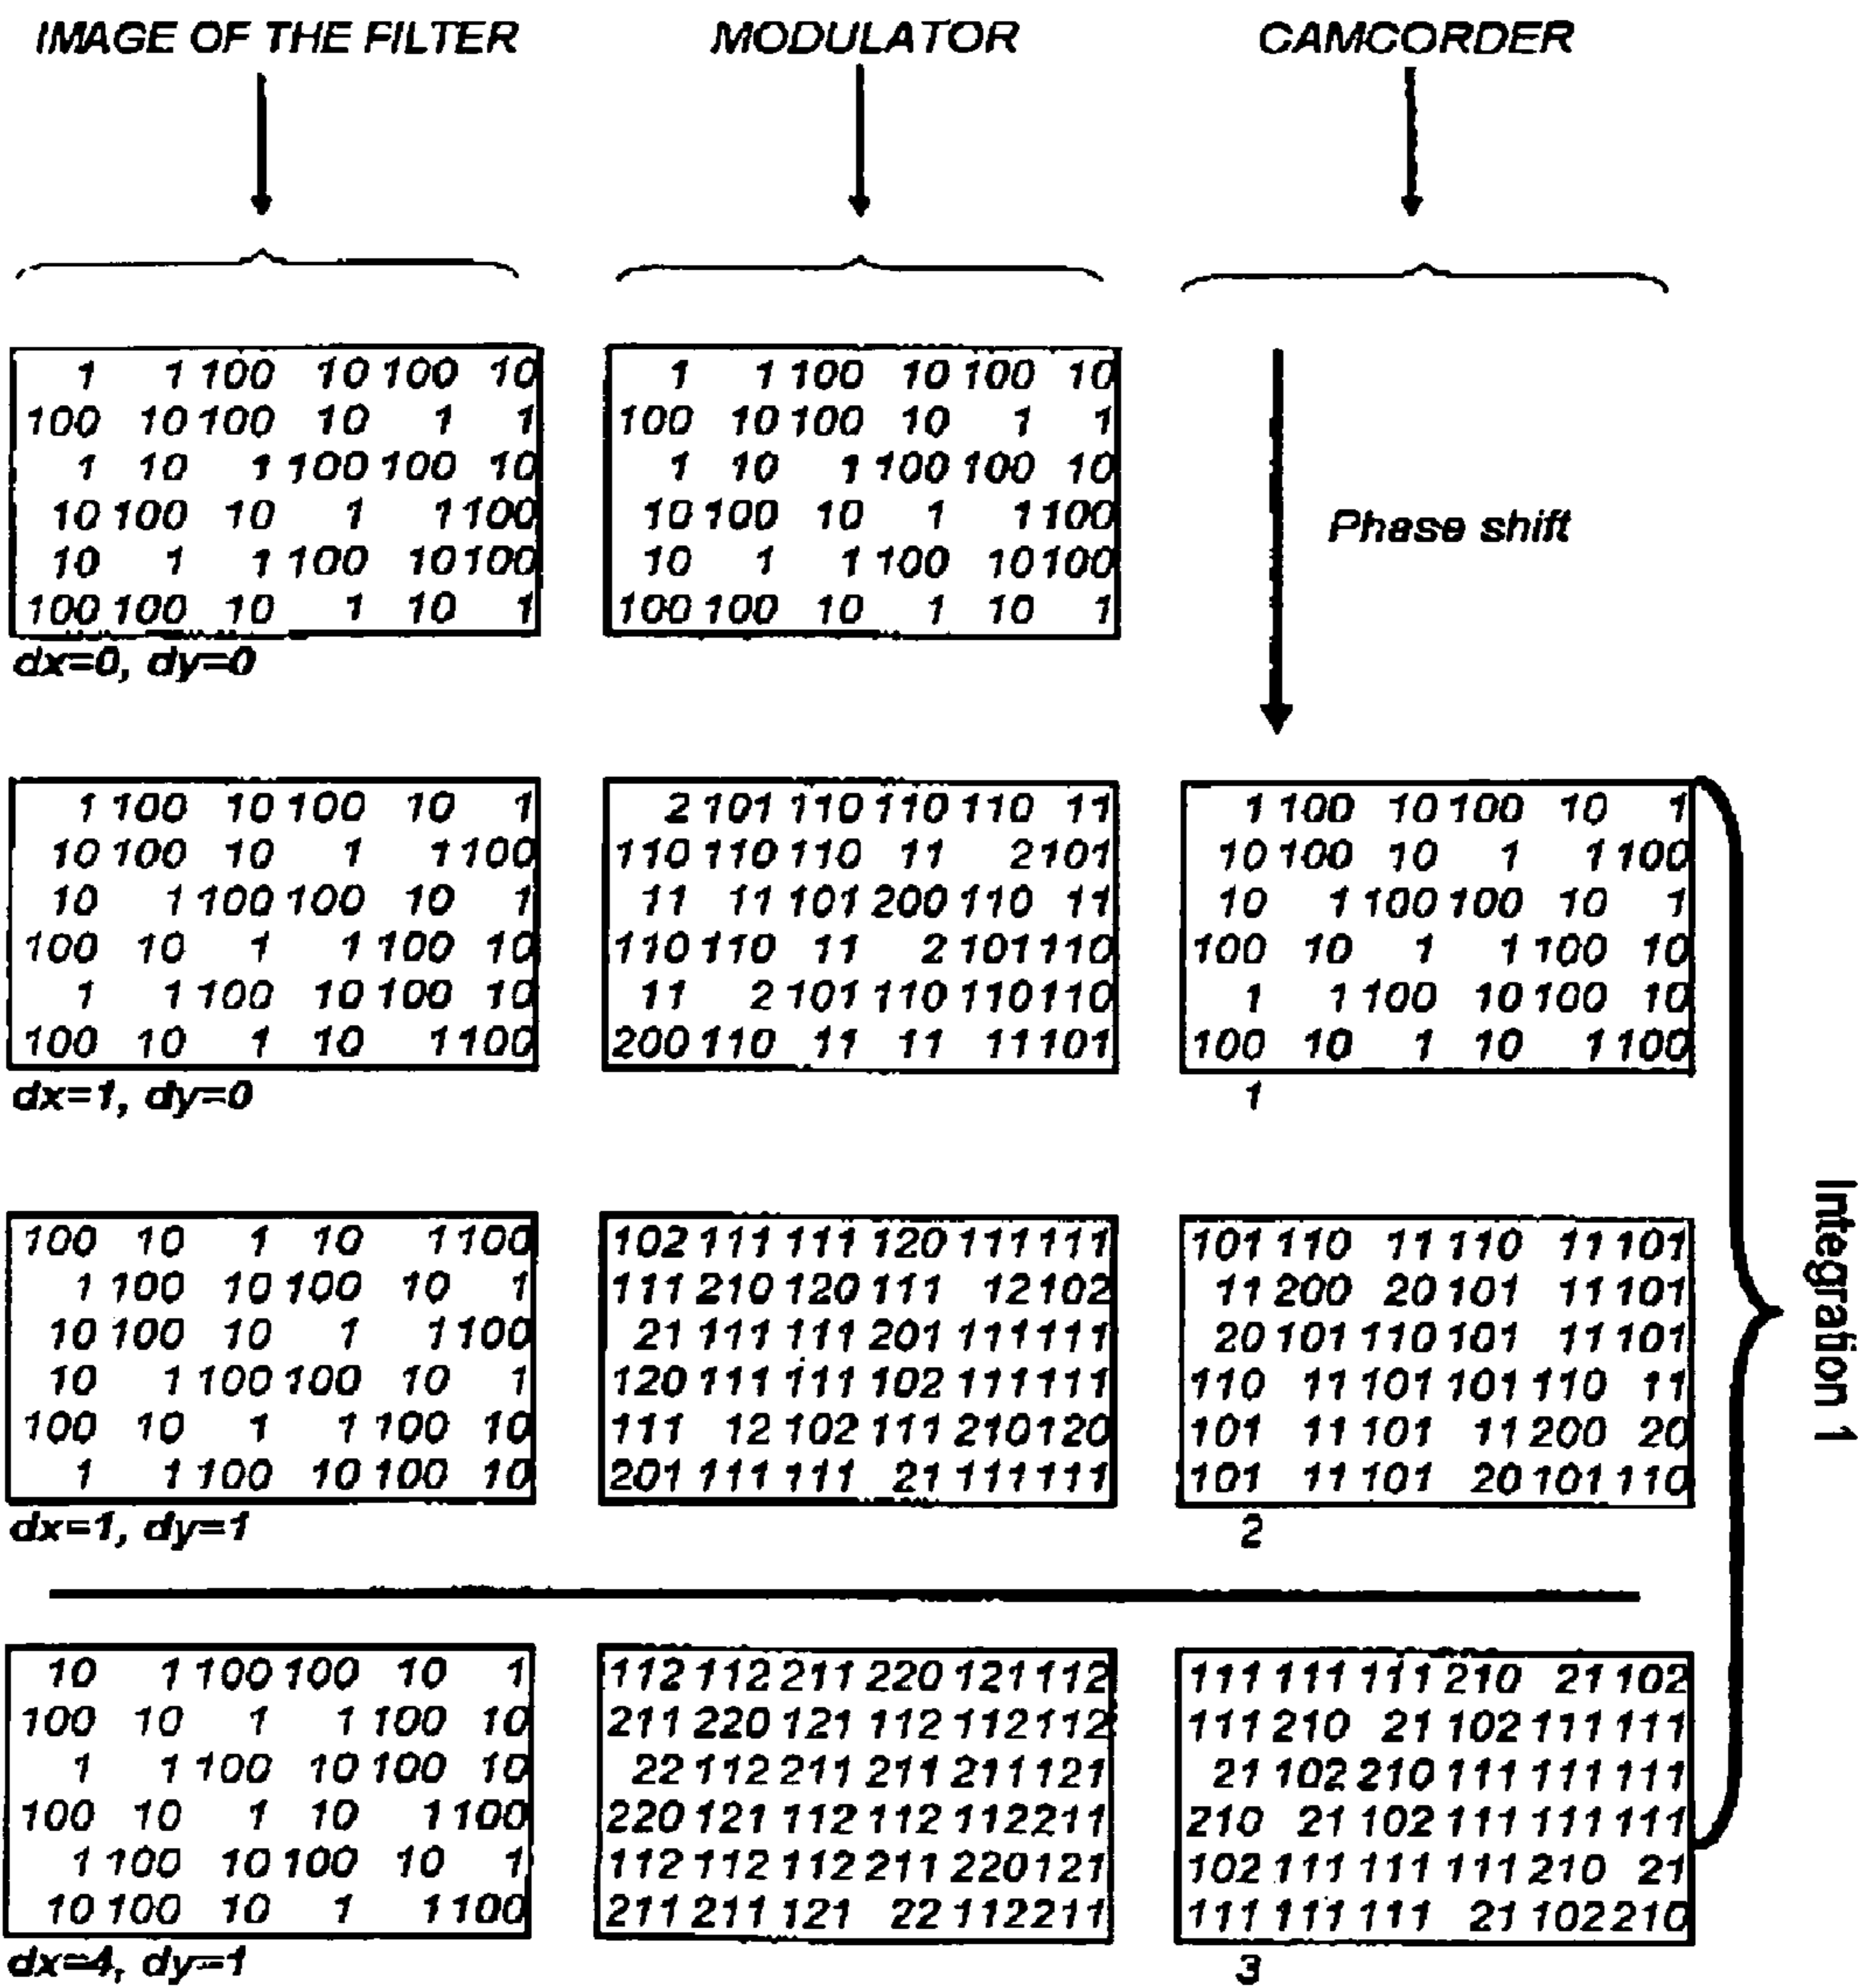 IMAGE OF THE FILTER MODULATOR CAMCORDER
1 1 100 10 100 10 1 1 100 10 100 10
100 10 100 10 1 1 100 10 100 10 1 1
1 10 1 100 100 10 1 10 1 100 100 10
10 100 10 1 1 100 10 100 10 1 1 100
Phase shift
10 1 1 100 10 100 10 1 1 100 10 100
100 100 10 1 10 1 100 100 10 1 10 1
dx=0, dy=0
1 100 10 100 10 1 2 101 110 110 110 11 1 100 10 100 10 1
10 100 10 1 1 100 110 110 110 11 2 101 10 100 10 1 1 100
10 1 100 100 10 1 11 11 101 200 110 11 10 1 100 100 10 1
100 10 1 1 100 10 110 110 11 2 101 110 100 10 1 1 100 10
1 1 100 10 100 10 11 2 101 110 110 110 1 1 100 10 100 10
100 10 1 10 1 100 200 110 11 11 11 101 100 10 1 10 1 100
dx=1, dy=0 1
100 10 1 10 1 100 102 111 111 120 111 111 101 110 11 110 11 101
1 100 10 100 10 1 111 210 120 111 12 102 11 200 20 101 11 101
10 100 10 1 1 100 21 111 111 201 111 111 20 101 110 101 11 101
10 1 100 100 10 1 120 111 111 102 111 111 110 11 101 101 110 11
100 10 1 1 100 10 111 12 102 111 210 120 101 11 101 11 200 20
1 1 100 10 100 10 201 111 111 21 111 111 101 11 101 20 101 110
dx=1, dy=1 2
Integration 1
10 1 100 100 10 1 112 112 211 220 121 112 111 111 111 210 21 102
100 10 1 1 100 10 211 220 121 112 112 112 111 210 21 102 111 111
1 1 100 10 100 10 22 112 211 211 211 121 21 102 210 111 111 111
100 10 1 10 1 100 220 121 112 112 112 211 210 21 102 111 111 111
1 100 10 100 10 1 112 112 112 211 220 121 102 111 111 111 210 21
10 100 10 1 1 100 211 211 121 22 112 211 111 111 111 21 102 210
dx=4, dy=1 3